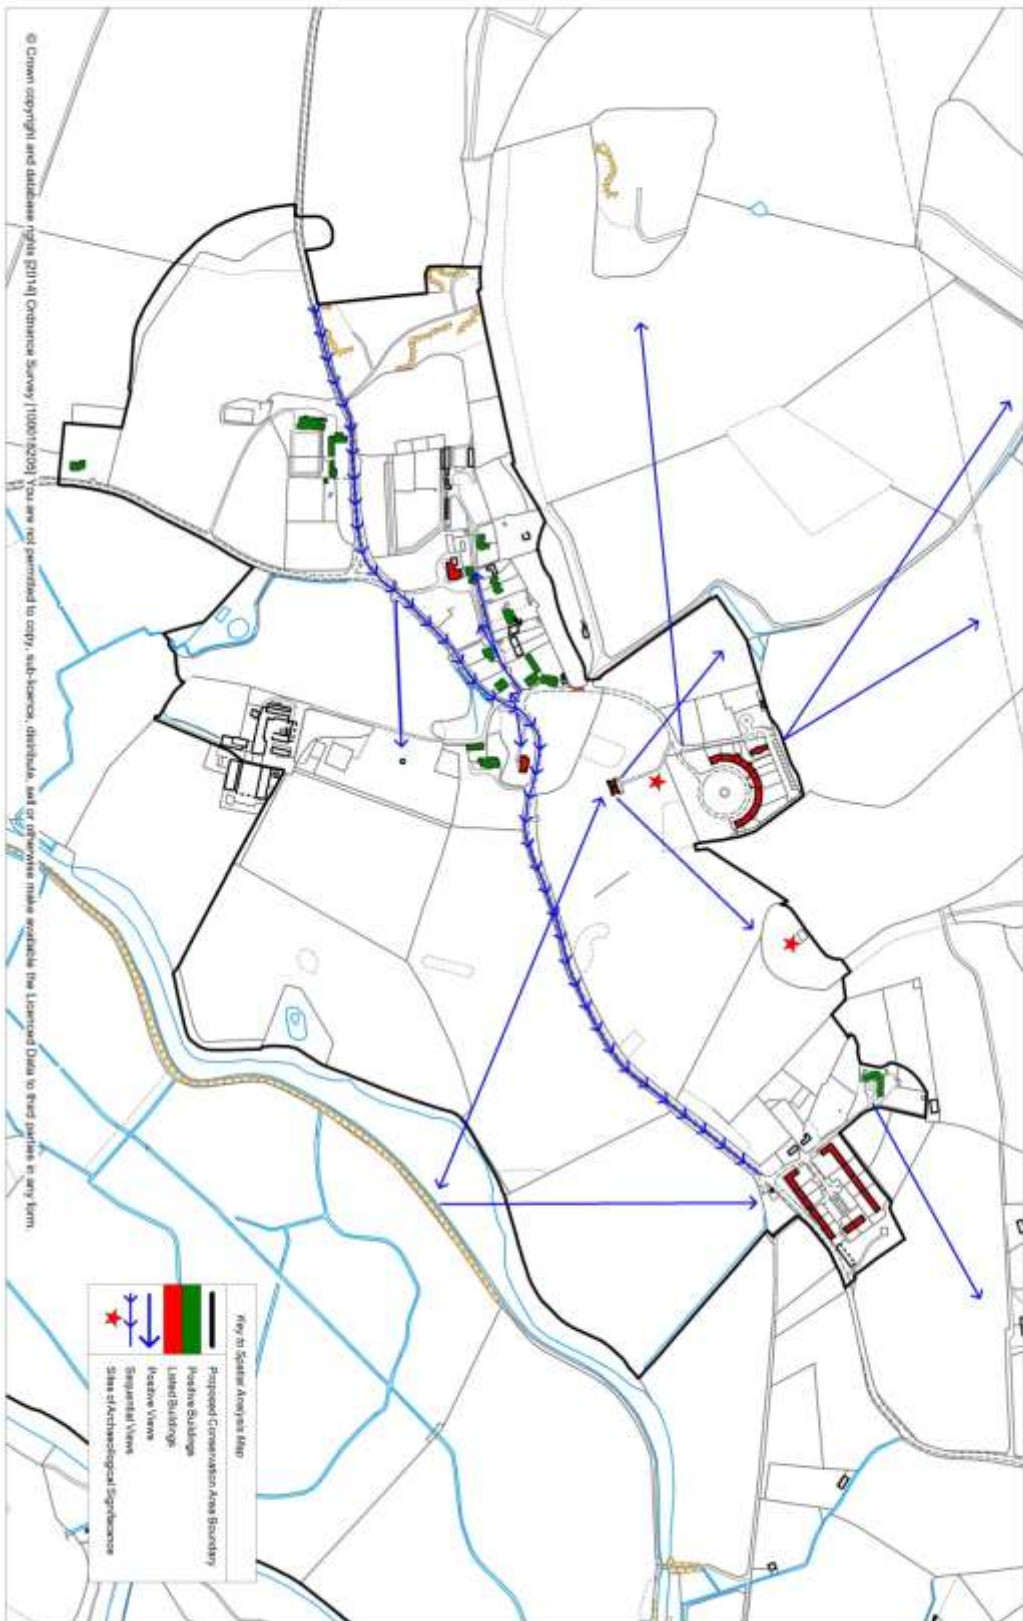 Key to Spatial Analysis Map
Proposed Conservation Area Boundary
Positive Buildings
Listed Buildings
Positive Views
Sequential Views
Sites of Archaeological Significance
© Crown copyright and database rights [2014] Ordnance Survey [100018205] You are not permitted to copy, sub-licence, distribute, sell or otherwise make available the Licenced Data to third parties in any form.